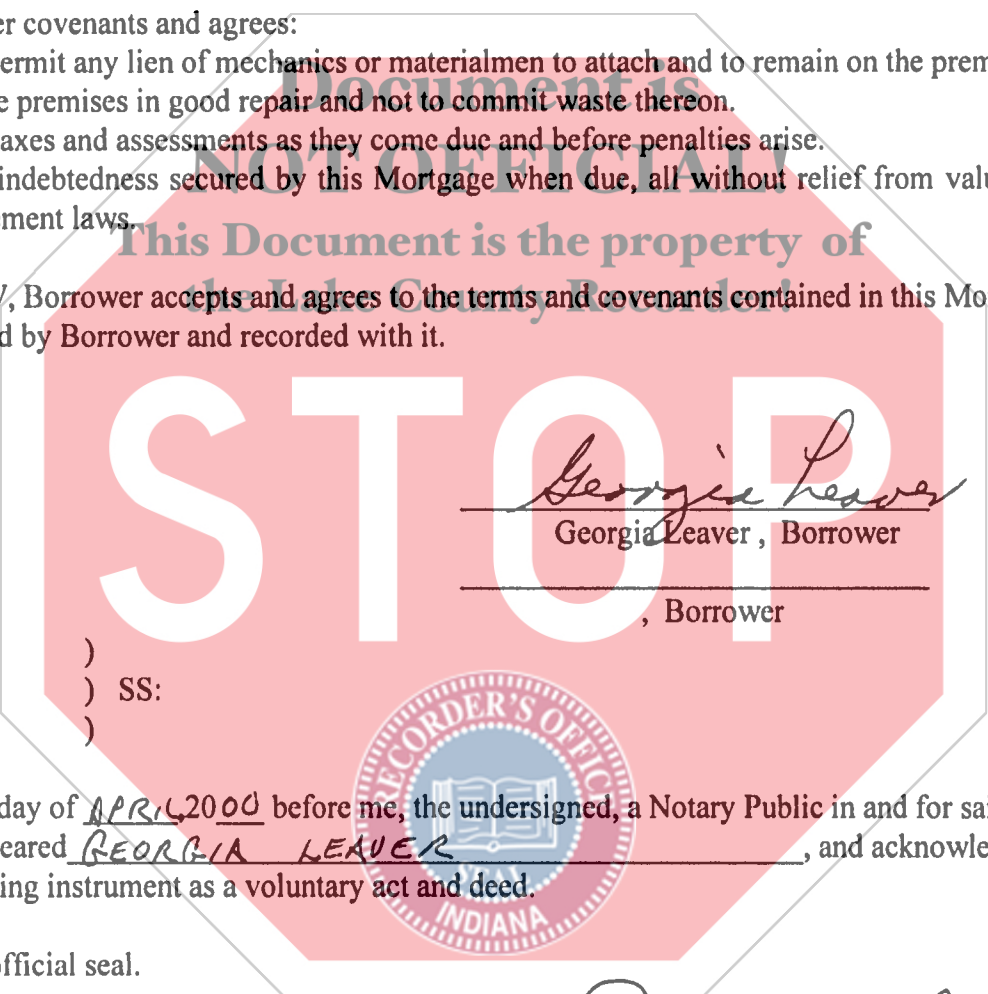 er covenants and agrees:
ermit any lien of mechanics or materialmen to attach and to remain on the prem
e premises in good repair and not to commit waste thereon.
axes and assessments as they come due and before penalties arise.
indebtedness secured by this Mortgage when due, all without relief from valu
ement laws.
Document is
NOT OFFICIAL!
This Document is the property of
the Lake County Recorder!
, Borrower accepts and agrees to the terms and covenants contained in this Mo
d by Borrower and recorded with it.
STOP
Georgia Leaver
Georgia Leaver , Borrower
, Borrower
)
) SS:
)
RECORDER'S OFFICE
day of APRIL, 2000 before me, the undersigned, a Notary Public in and for sai
eared GEORGIA LEAVER, and acknowle
ing instrument as a voluntary act and deed.
SEAL
INDIANA
fficial seal.